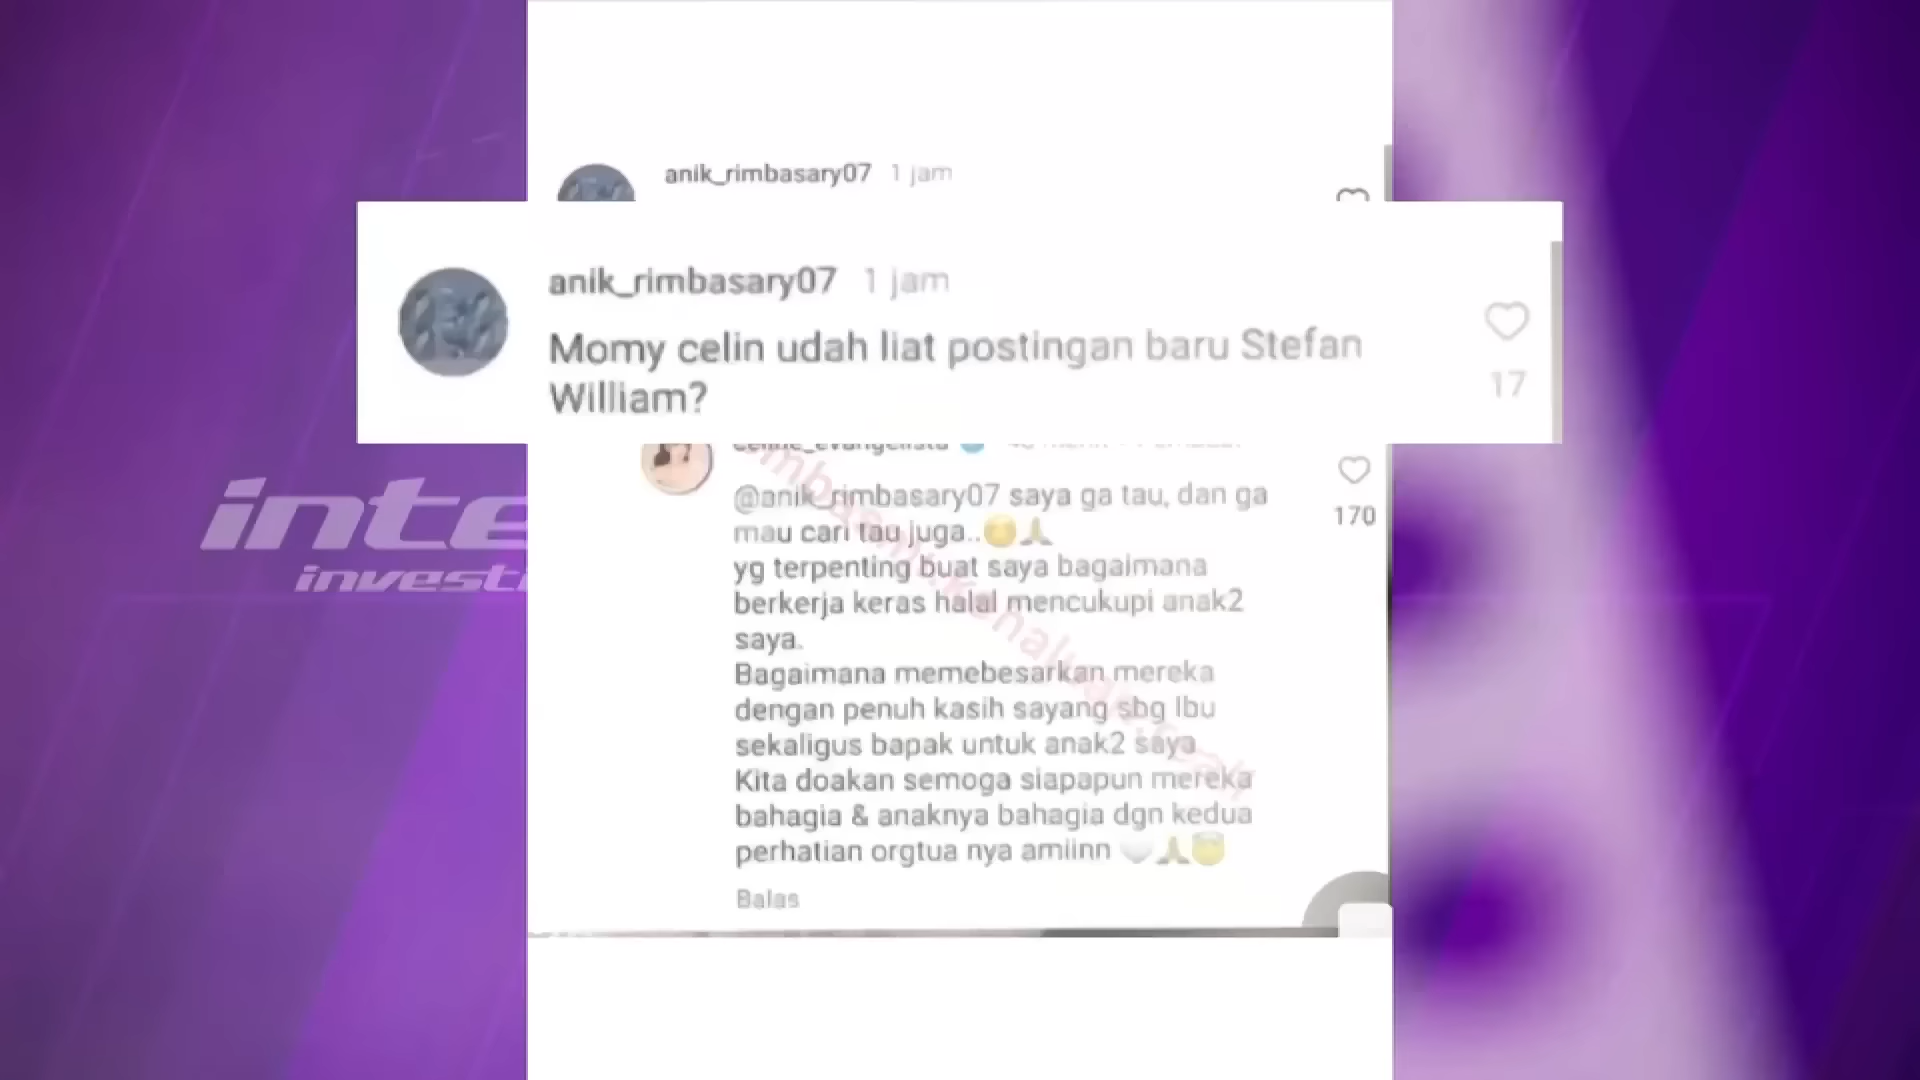 anik_rimbasary07 1 jam
anik_rimbasary07 1 jam
Momy celin udah liat postingan baru Stefan
William?
17
celine_evangelista
@anik_rimbasary07 saya ga tau, dan ga
mau cari tau juga..😊🙏
170
yg terpenting buat saya bagaimana
berkerja keras halal mencukupi anak2
saya.
Bagaimana memebesarkan mereka
dengan penuh kasih sayang sbg Ibu
sekaligus bapak untuk anak2 saya
Kita doakan semoga siapapun mereka
bahagia & anaknya bahagia dgn kedua
perhatian orgtua nya amiinn 🤍🙏😇
Balas
inte
investi